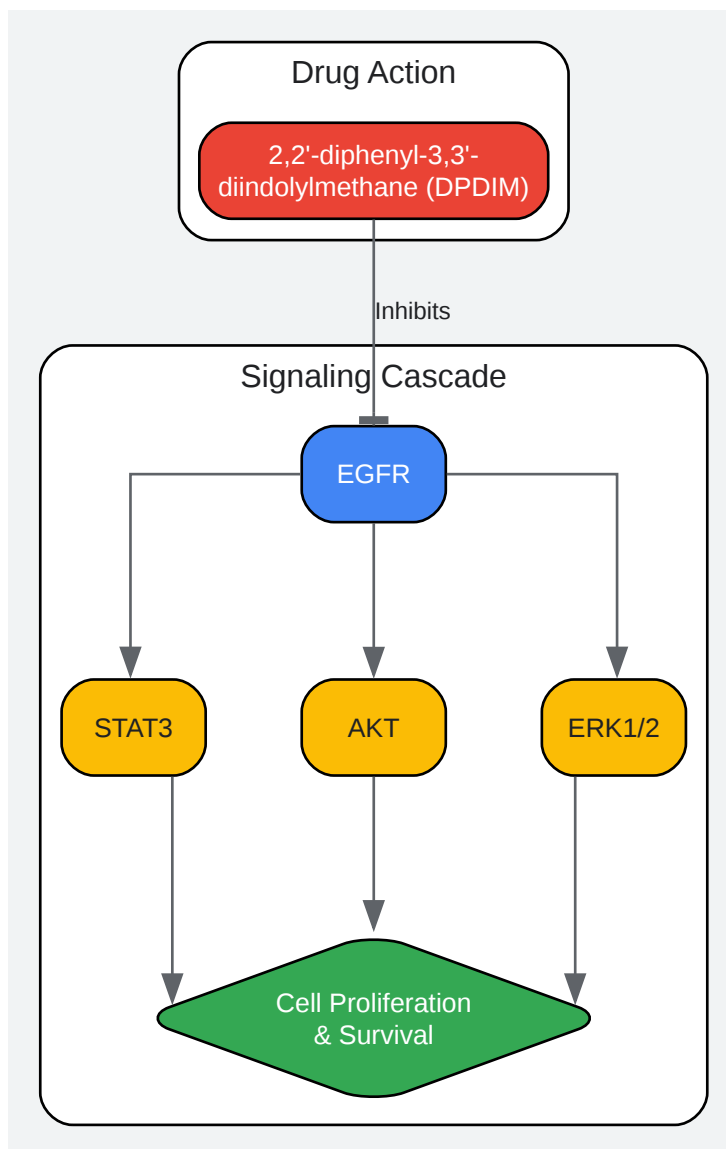 Drug Action
2,2'-diphenyl-3,3'-
diindolylmethane (DPDIM)
Inhibits
Signaling Cascade
EGFR
STAT3
AKT
ERK1/2
Cell Proliferation
& Survival